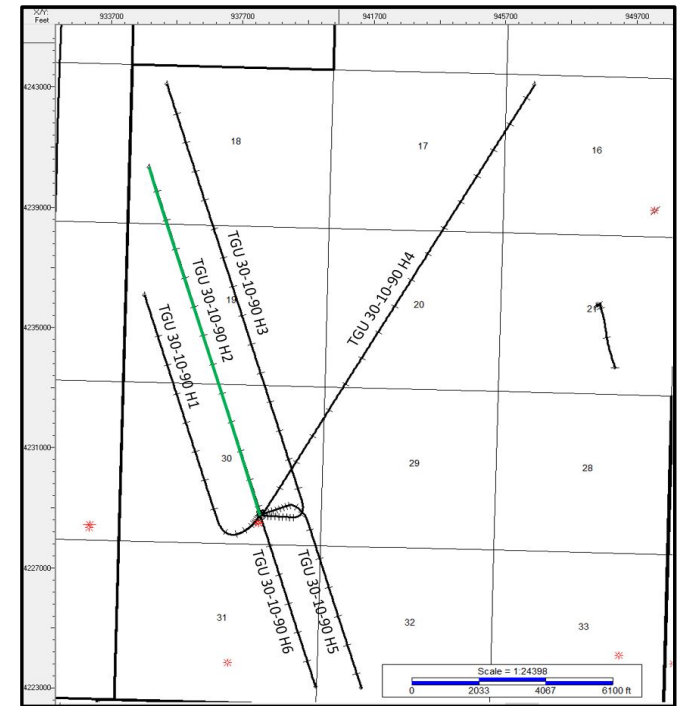 X/Y:
Feet
933700 937700 941700 945700 949700
4243000
4239000
4235000
4231000
4227000
4223000
18
17
16
19
20
21
30
29
28
31
32
33
TGU 30-10-90 H1
TGU 30-10-90 H2
TGU 30-10-90 H3
TGU 30-10-90 H4
TGU 30-10-90 H5
TGU 30-10-90 H6
Scale = 1:24398
0 2033 4067 6100 ft